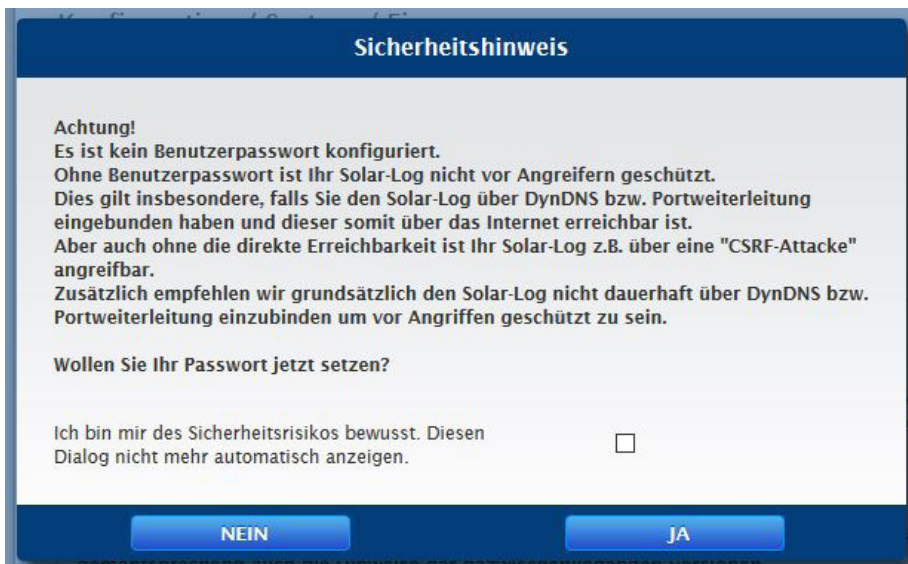 Sicherheitshinweis
Achtung!
Es ist kein Benutzerpasswort konfiguriert.
Ohne Benutzerpasswort ist Ihr Solar-Log nicht vor Angreifern geschützt.
Dies gilt insbesondere, falls Sie den Solar-Log über DynDNS bzw. Portweiterleitung
eingebunden haben und dieser somit über das Internet erreichbar ist.
Aber auch ohne die direkte Erreichbarkeit ist Ihr Solar-Log z.B. über eine "CSRF-Attacke"
angreifbar.
Zusätzlich empfehlen wir grundsätzlich den Solar-Log nicht dauerhaft über DynDNS bzw.
Portweiterleitung einzubinden um vor Angriffen geschützt zu sein.
Wollen Sie Ihr Passwort jetzt setzen?
Ich bin mir des Sicherheitsrisikos bewusst. Diesen
Dialog nicht mehr automatisch anzeigen.
NEIN JA